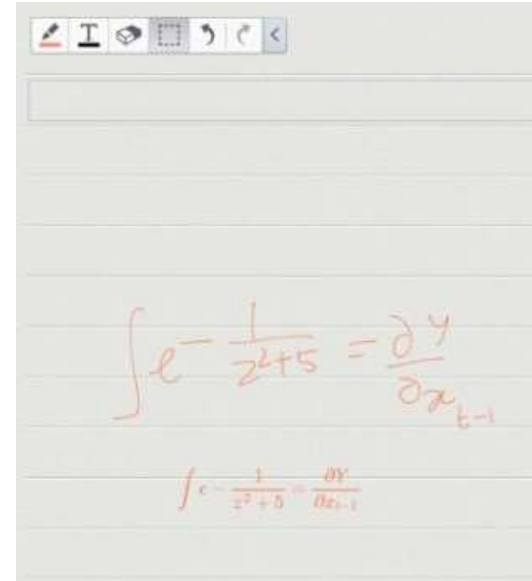 T
∫ e - 1/(z²+5) = ∂y/∂x_{t-1}
∫ e - 1/(z²+5) = ∂Y/∂x_{t-1}